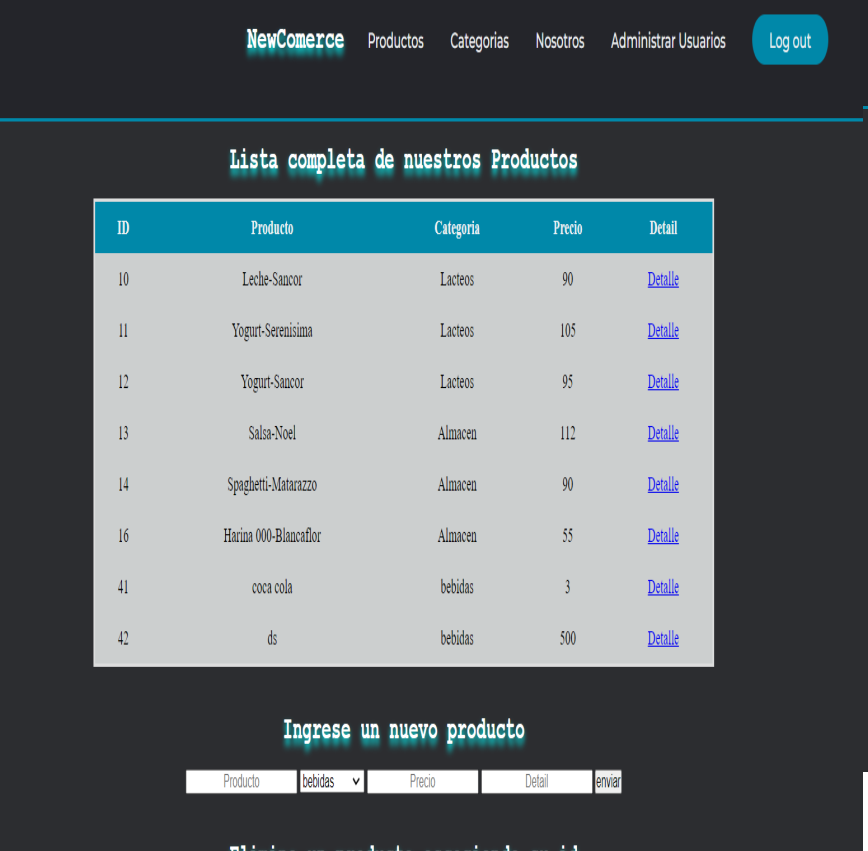 NewComerce Productos Categorias Nosotros Administrar Usuarios Log out
Lista completa de nuestros Productos
ID Producto Categoria Precio Detail
10 Leche-Sancor Lacteos 90 Detalle
11 Yogurt-Serenisima Lacteos 105 Detalle
12 Yogurt-Sancor Lacteos 95 Detalle
13 Salsa-Noel Almacen 112 Detalle
14 Spaghetti-Matarazzo Almacen 90 Detalle
16 Harina 000-Blancaflor Almacen 55 Detalle
41 coca cola bebidas 3 Detalle
42 ds bebidas 500 Detalle
Ingrese un nuevo producto
Producto bebidas Precio Detail enviar